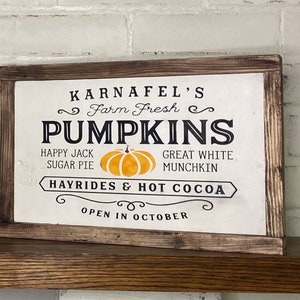 KARNAFEL'S
Farm Fresh
PUMPKINS
HAPPY JACK GREAT WHITE
SUGAR PIE MUNCHKIN
HAYRIDES & HOT COCOA
OPEN IN OCTOBER